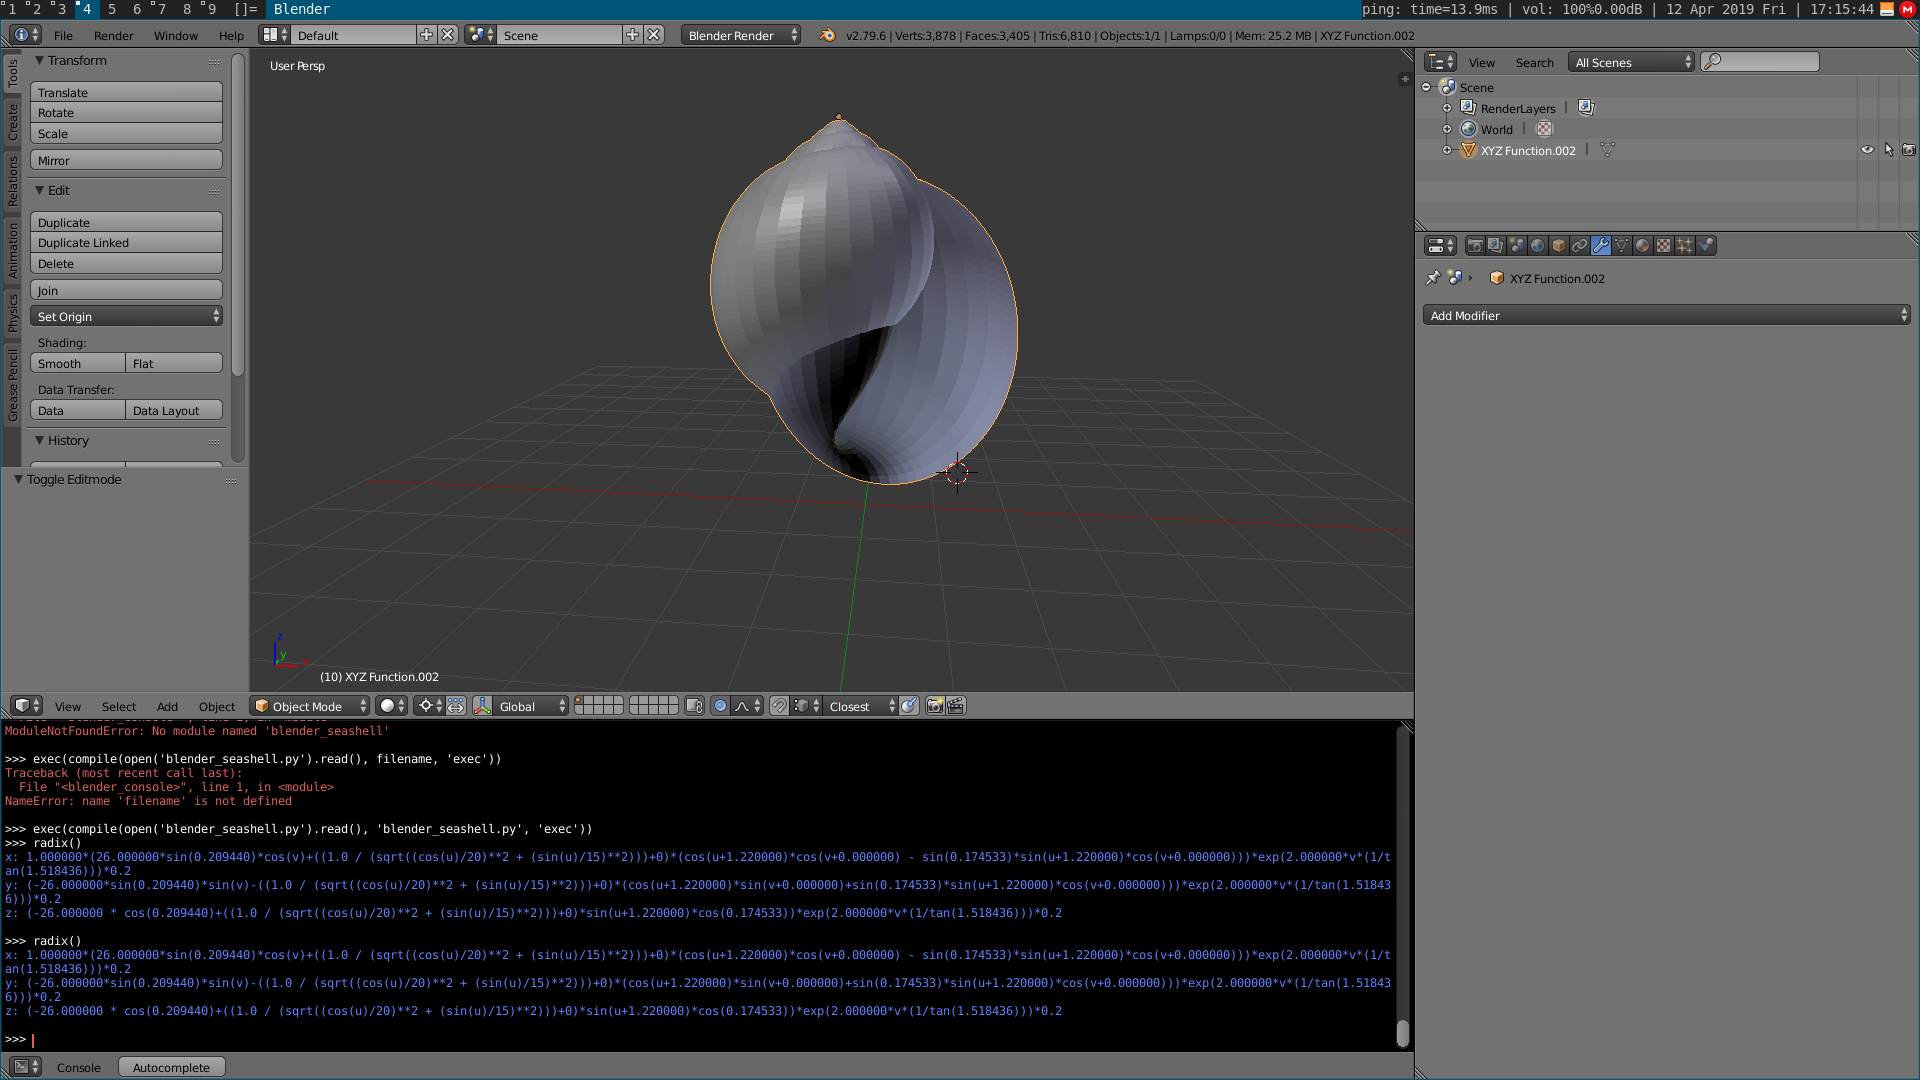 1 2 3 4 5 6 7 8 9 []= Blender
ping: time=13.9ms | vol: 100%0.00dB | 12 Apr 2019 Fri | 17:15:44
File Render Window Help Default Scene Blender Render v2.79.6 | Verts:3,878 | Faces:3,405 | Tris:6,810 | Objects:1/1 | Lamps:0/0 | Mem: 25.2 MB | XYZ Function.002
Tools
Create
Relations
Animation
Physics
Grease Pencil
Transform
Translate
Rotate
Scale
Mirror
Edit
Duplicate
Duplicate Linked
Delete
Join
Set Origin
Shading:
Smooth Flat
Data Transfer:
Data Data Layout
History
Toggle Editmode
User Persp
z
y
(10) XYZ Function.002
View Select Add Object Object Mode Global Closest
View Search All Scenes
Scene
RenderLayers |
World |
XYZ Function.002 |
XYZ Function.002
Add Modifier
ModuleNotFoundError: No module named 'blender_seashell'
>>> exec(compile(open('blender_seashell.py').read(), filename, 'exec'))
Traceback (most recent call last):
File "<blender_console>", line 1, in <module>
NameError: name 'filename' is not defined
>>> exec(compile(open('blender_seashell.py').read(), 'blender_seashell.py', 'exec'))
>>> radix()
x: 1.000000*(26.000000*sin(0.209440)*cos(v)+((1.0 / (sqrt((cos(u)/20)**2 + (sin(u)/15)**2)))+0)*(cos(u+1.220000)*cos(v+0.000000) - sin(0.174533)*sin(u+1.220000)*cos(v+0.000000)))*exp(2.000000*v*(1/t
an(1.518436)))*0.2
y: (-26.000000*sin(0.209440)*sin(v)-((1.0 / (sqrt((cos(u)/20)**2 + (sin(u)/15)**2)))+0)*(cos(u+1.220000)*sin(v+0.000000)+sin(0.174533)*sin(u+1.220000)*cos(v+0.000000)))*exp(2.000000*v*(1/tan(1.51843
6)))*0.2
z: (-26.000000 * cos(0.209440)+((1.0 / (sqrt((cos(u)/20)**2 + (sin(u)/15)**2)))+0)*sin(u+1.220000)*cos(0.174533))*exp(2.000000*v*(1/tan(1.518436)))*0.2
>>> radix()
x: 1.000000*(26.000000*sin(0.209440)*cos(v)+((1.0 / (sqrt((cos(u)/20)**2 + (sin(u)/15)**2)))+0)*(cos(u+1.220000)*cos(v+0.000000) - sin(0.174533)*sin(u+1.220000)*cos(v+0.000000)))*exp(2.000000*v*(1/t
an(1.518436)))*0.2
y: (-26.000000*sin(0.209440)*sin(v)-((1.0 / (sqrt((cos(u)/20)**2 + (sin(u)/15)**2)))+0)*(cos(u+1.220000)*sin(v+0.000000)+sin(0.174533)*sin(u+1.220000)*cos(v+0.000000)))*exp(2.000000*v*(1/tan(1.51843
6)))*0.2
z: (-26.000000 * cos(0.209440)+((1.0 / (sqrt((cos(u)/20)**2 + (sin(u)/15)**2)))+0)*sin(u+1.220000)*cos(0.174533))*exp(2.000000*v*(1/tan(1.518436)))*0.2
>>>
Console Autocomplete